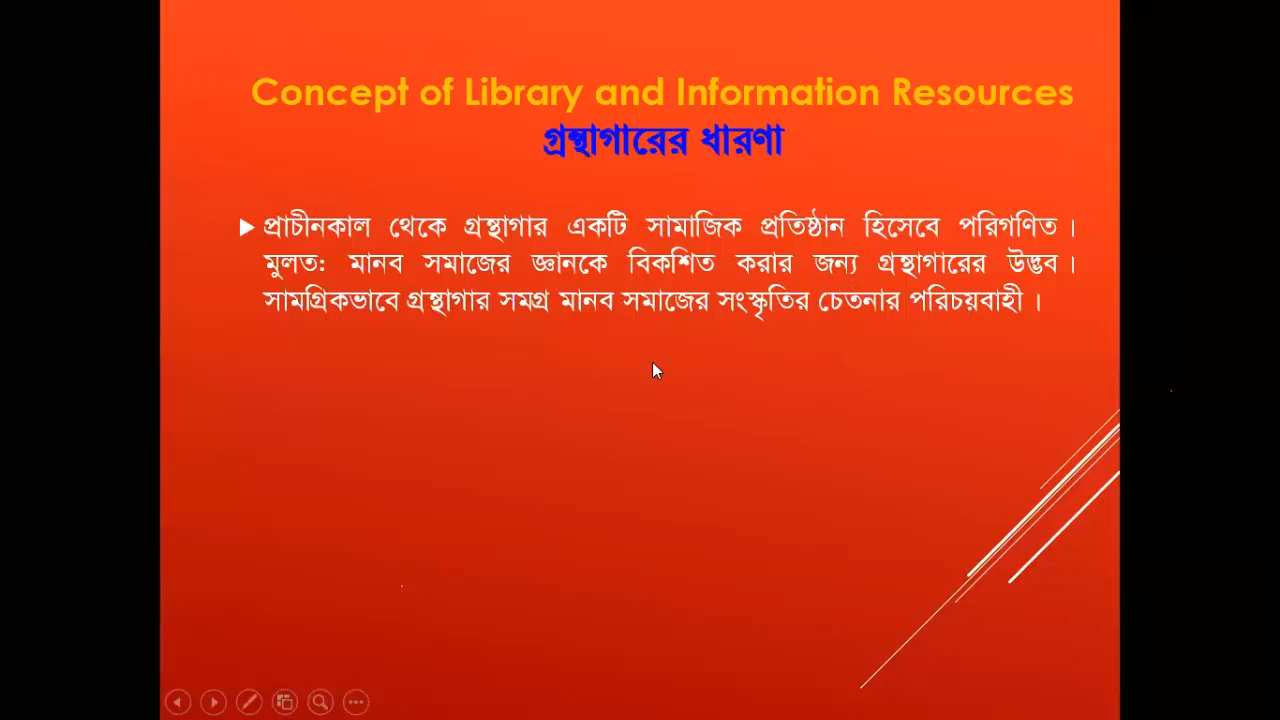 Concept of Library and Information Resources
গ্রন্থাগারের ধারণা
প্রাচীনকাল থেকে গ্রন্থাগার একটি সামাজিক প্রতিষ্ঠান হিসেবে পরিগণিত।
মুলত: মানব সমাজের জ্ঞানকে বিকশিত করার জন্য গ্রন্থাগারের উদ্ভব।
সামগ্রিকভাবে গ্রন্থাগার সমগ্র মানব সমাজের সংস্কৃতির চেতনার পরিচয়বাহী।